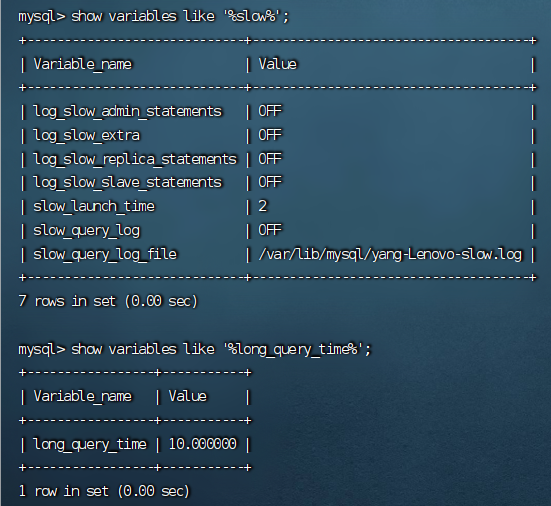 mysql> show variables like '%slow%';
+-----------------------------+-----------------------------------+
| Variable_name               | Value                             |
+-----------------------------+-----------------------------------+
| log_slow_admin_statements   | OFF                               |
| log_slow_extra              | OFF                               |
| log_slow_replica_statements | OFF                               |
| log_slow_slave_statements   | OFF                               |
| slow_launch_time            | 2                                 |
| slow_query_log              | OFF                               |
| slow_query_log_file         | /var/lib/mysql/yang-Lenovo-slow.log |
+-----------------------------+-----------------------------------+
7 rows in set (0.00 sec)
mysql> show variables like '%long_query_time%';
+-----------------+-----------+
| Variable_name   | Value     |
+-----------------+-----------+
| long_query_time | 10.000000 |
+-----------------+-----------+
1 row in set (0.00 sec)